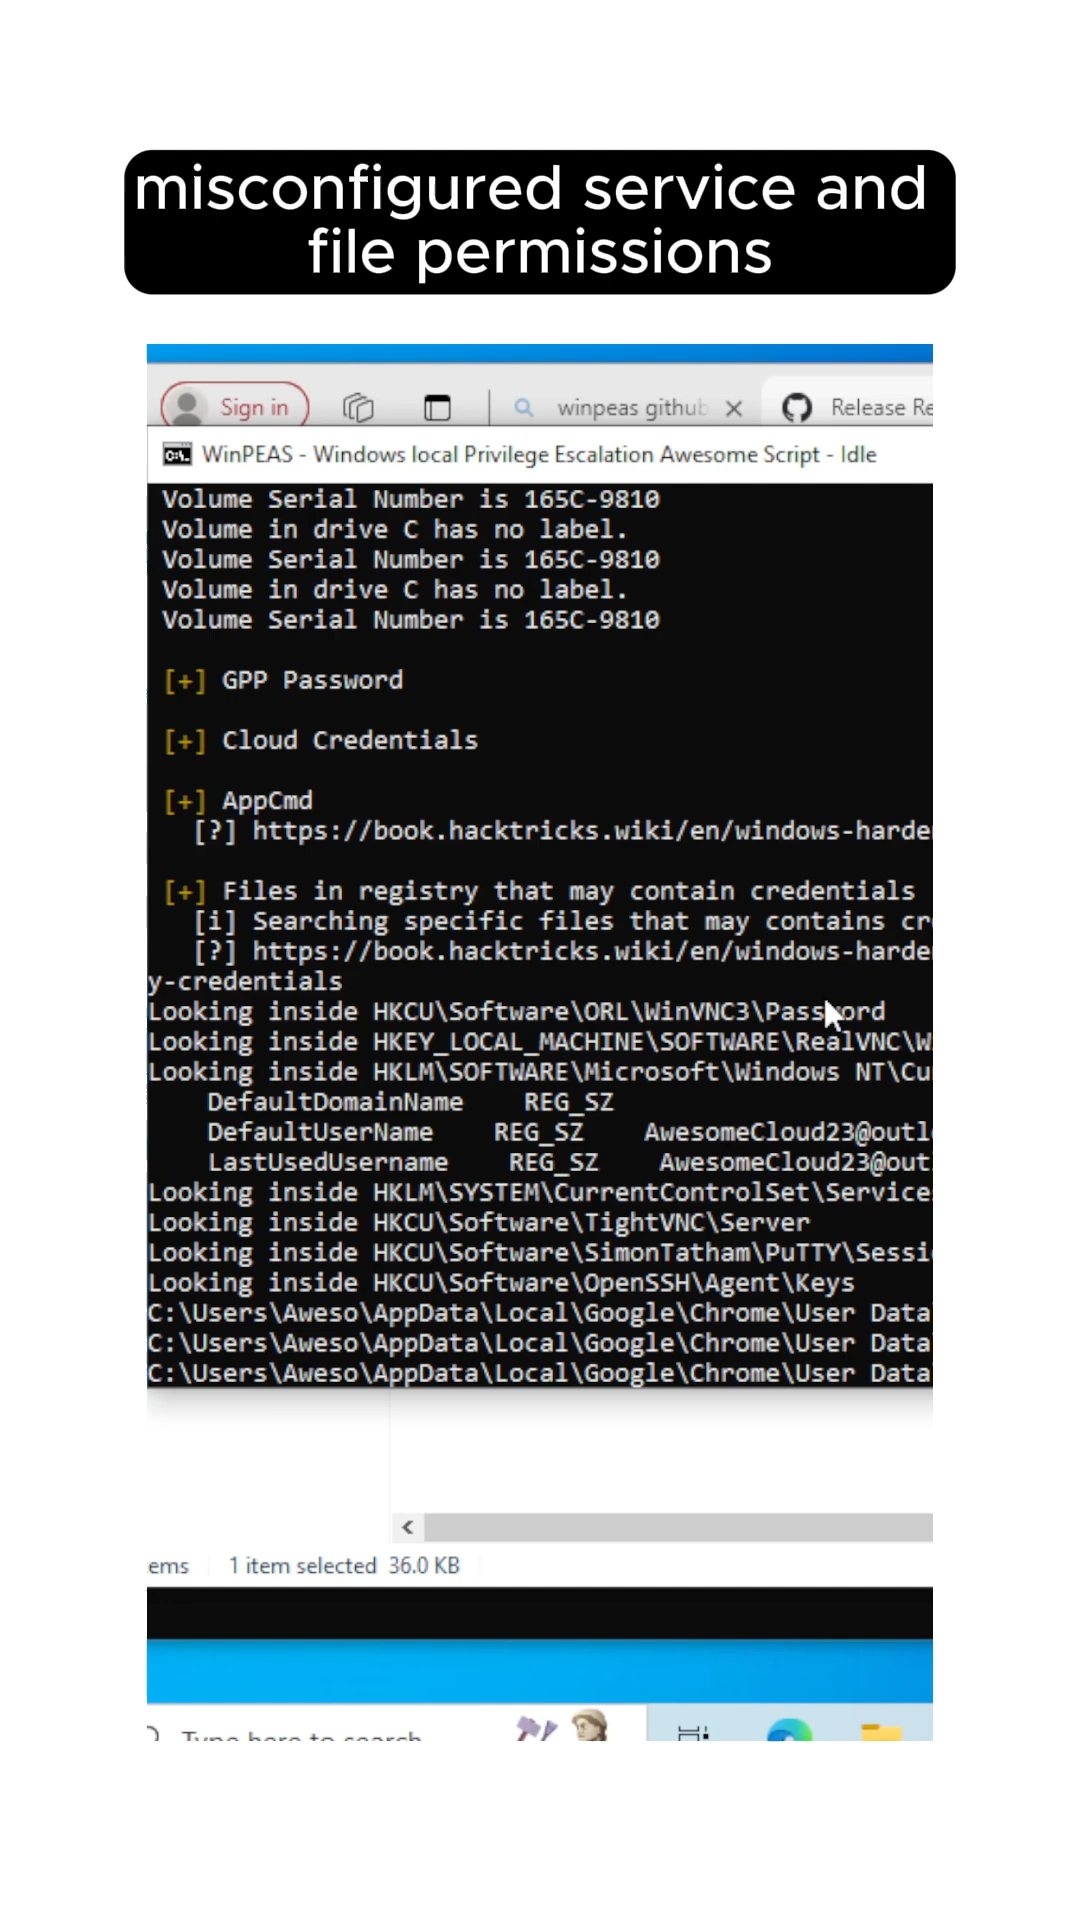 misconfigured service and
file permissions
Sign in
winpeas github
Release Re
WinPEAS - Windows local Privilege Escalation Awesome Script - Idle
Volume Serial Number is 165C-9810
Volume in drive C has no label.
Volume Serial Number is 165C-9810
Volume in drive C has no label.
Volume Serial Number is 165C-9810
[+] GPP Password
[+] Cloud Credentials
[+] AppCmd
[?] https://book.hacktricks.wiki/en/windows-harde
[+] Files in registry that may contain credentials
[i] Searching specific files that may contains cr
[?] https://book.hacktricks.wiki/en/windows-harde
y-credentials
Looking inside HKCU\Software\ORL\WinVNC3\Password
Looking inside HKEY_LOCAL_MACHINE\SOFTWARE\RealVNC\W
Looking inside HKLM\SOFTWARE\Microsoft\Windows NT\Cu
DefaultDomainName REG_SZ
DefaultUserName REG_SZ AwesomeCloud23@outl
LastUsedUsername REG_SZ AwesomeCloud23@out
Looking inside HKLM\SYSTEM\CurrentControlSet\Service
Looking inside HKCU\Software\TightVNC\Server
Looking inside HKCU\Software\SimonTatham\PuTTY\Sessi
Looking inside HKCU\Software\OpenSSH\Agent\Keys
C:\Users\Aweso\AppData\Local\Google\Chrome\User Data
C:\Users\Aweso\AppData\Local\Google\Chrome\User Data
C:\Users\Aweso\AppData\Local\Google\Chrome\User Data
ems 1 item selected 36.0 KB
Type here to search